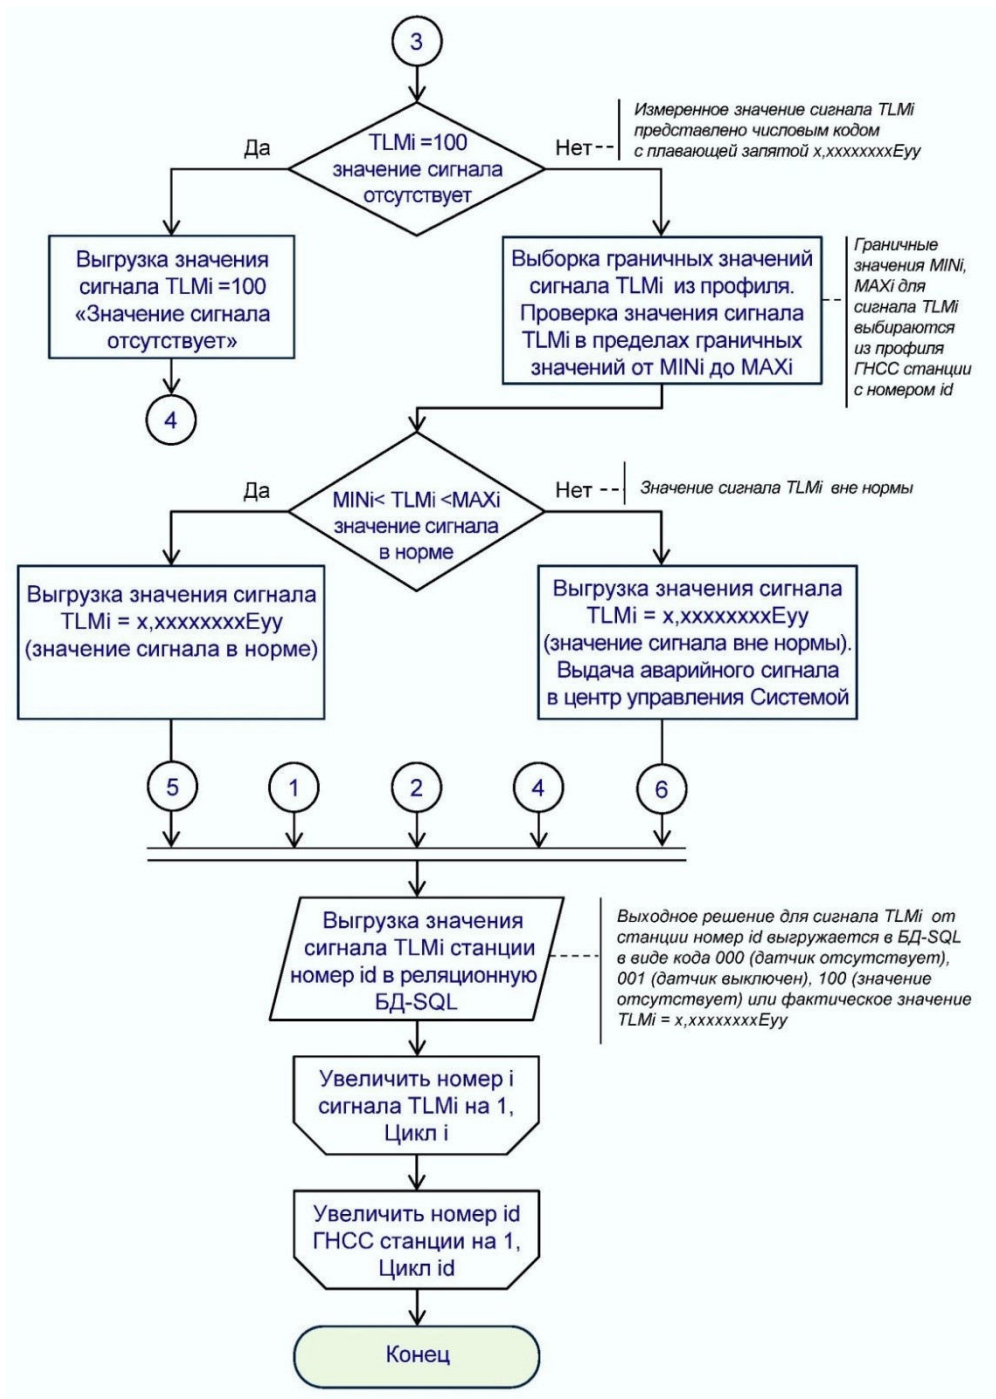 3
Измеренное значение сигнала TLMi
представлено числовым кодом
с плавающей запятой x,xxxxxxxxEyy
TLMi =100
значение сигнала
отсутствует
Да
Нет
Выгрузка значения
сигнала TLMi =100
«Значение сигнала
отсутствует»
Выборка граничных значений
сигнала TLMi из профиля.
Проверка значения сигнала
TLMi в пределах граничных
значений от MINi до MAXi
Граничные
значения MINi,
MAXi для
сигнала TLMi
выбираются
из профиля
ГНСС станции
с номером id
4
MINi< TLMi <MAXi
значение сигнала
в норме
Да
Нет
Значение сигнала TLMi вне нормы
Выгрузка значения сигнала
TLMi = x,xxxxxxxxEyy
(значение сигнала в норме)
Выгрузка значения сигнала
TLMi = x,xxxxxxxxEyy
(значение сигнала вне нормы).
Выдача аварийного сигнала
в центр управления Системой
5
1
2
4
6
Выгрузка значения
сигнала TLMi станции
номер id в реляционную
БД-SQL
Выходное решение для сигнала TLMi от
станции номер id выгружается в БД-SQL
в виде кода 000 (датчик отсутствует),
001 (датчик выключен), 100 (значение
отсутствует) или фактическое значение
TLMi = x,xxxxxxxxEyy
Увеличить номер i
сигнала TLMi на 1,
Цикл i
Увеличить номер id
ГНСС станции на 1,
Цикл id
Конец